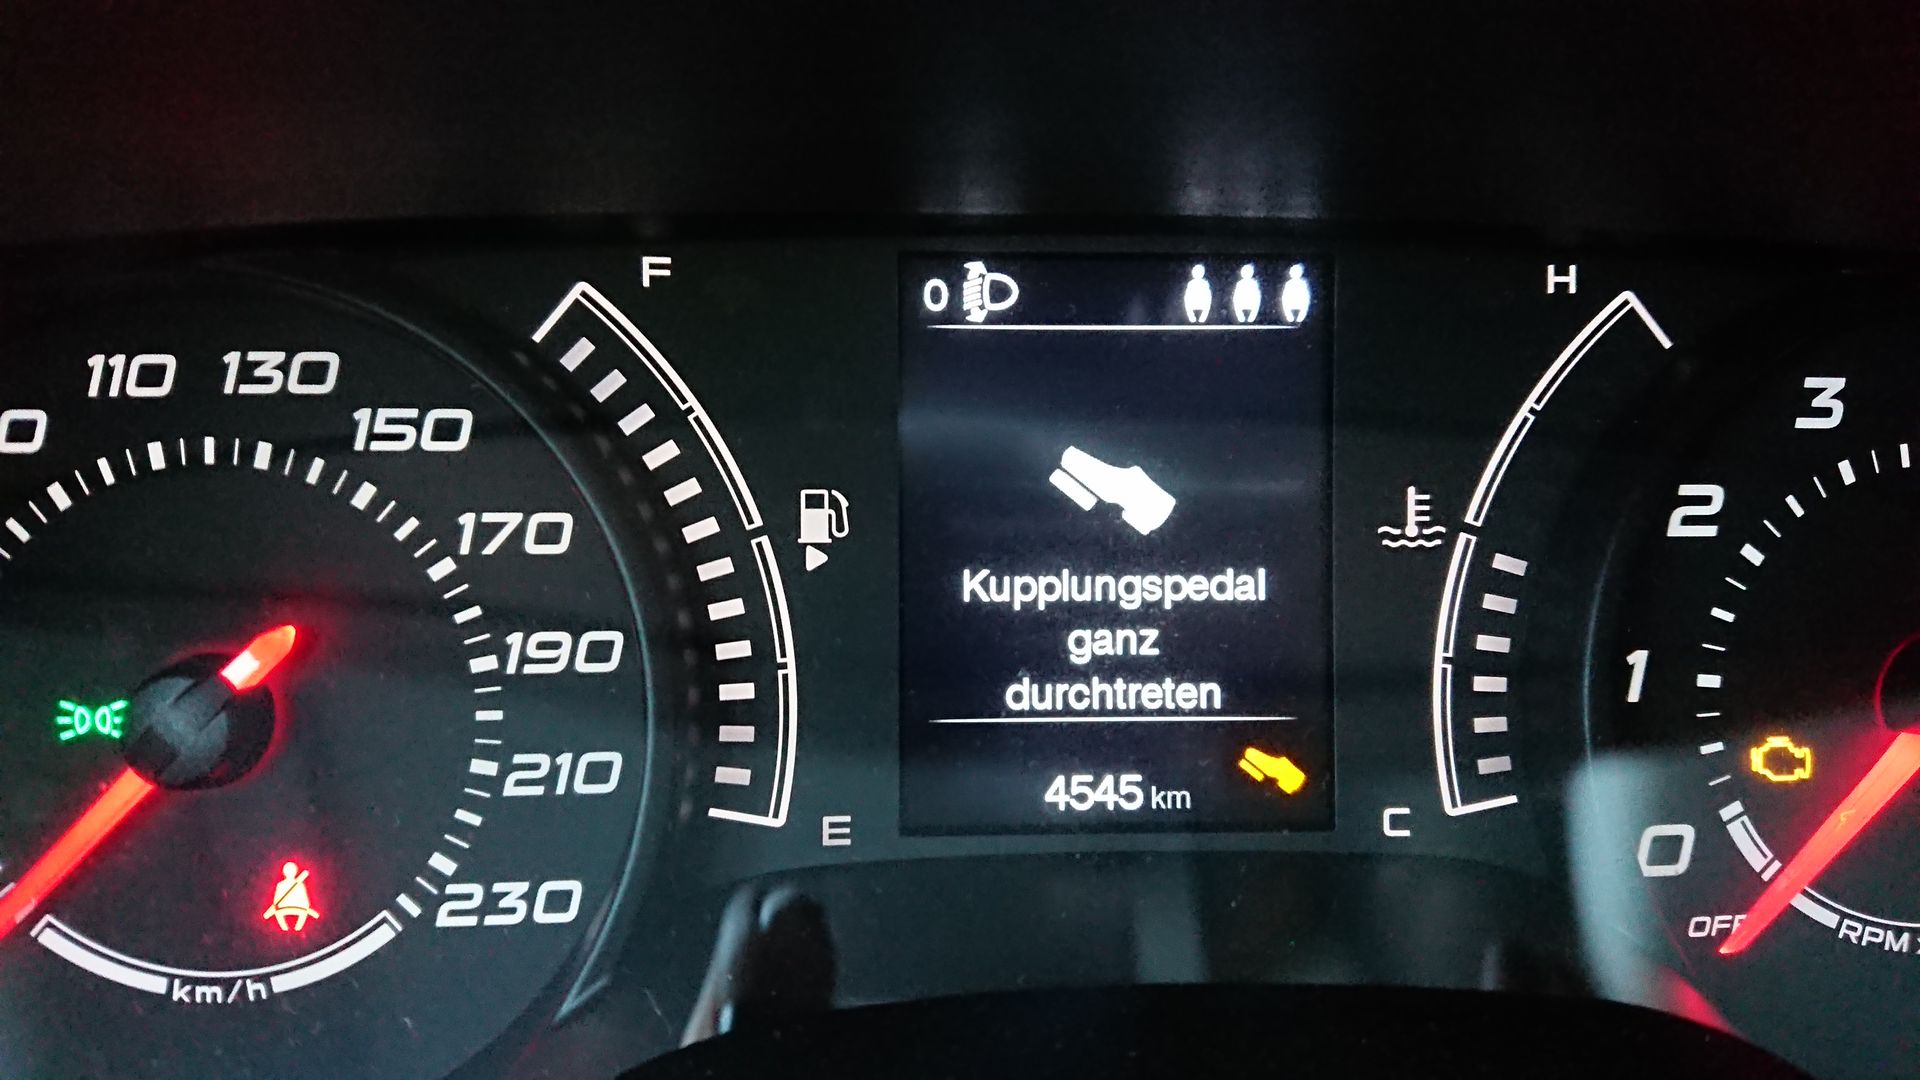 F
H
0
110
130
150
170
190
210
230
km/h
E
Kupplungspedal
ganz
durchtreten
4545 km
C
3
2
1
0
OFF
RPM